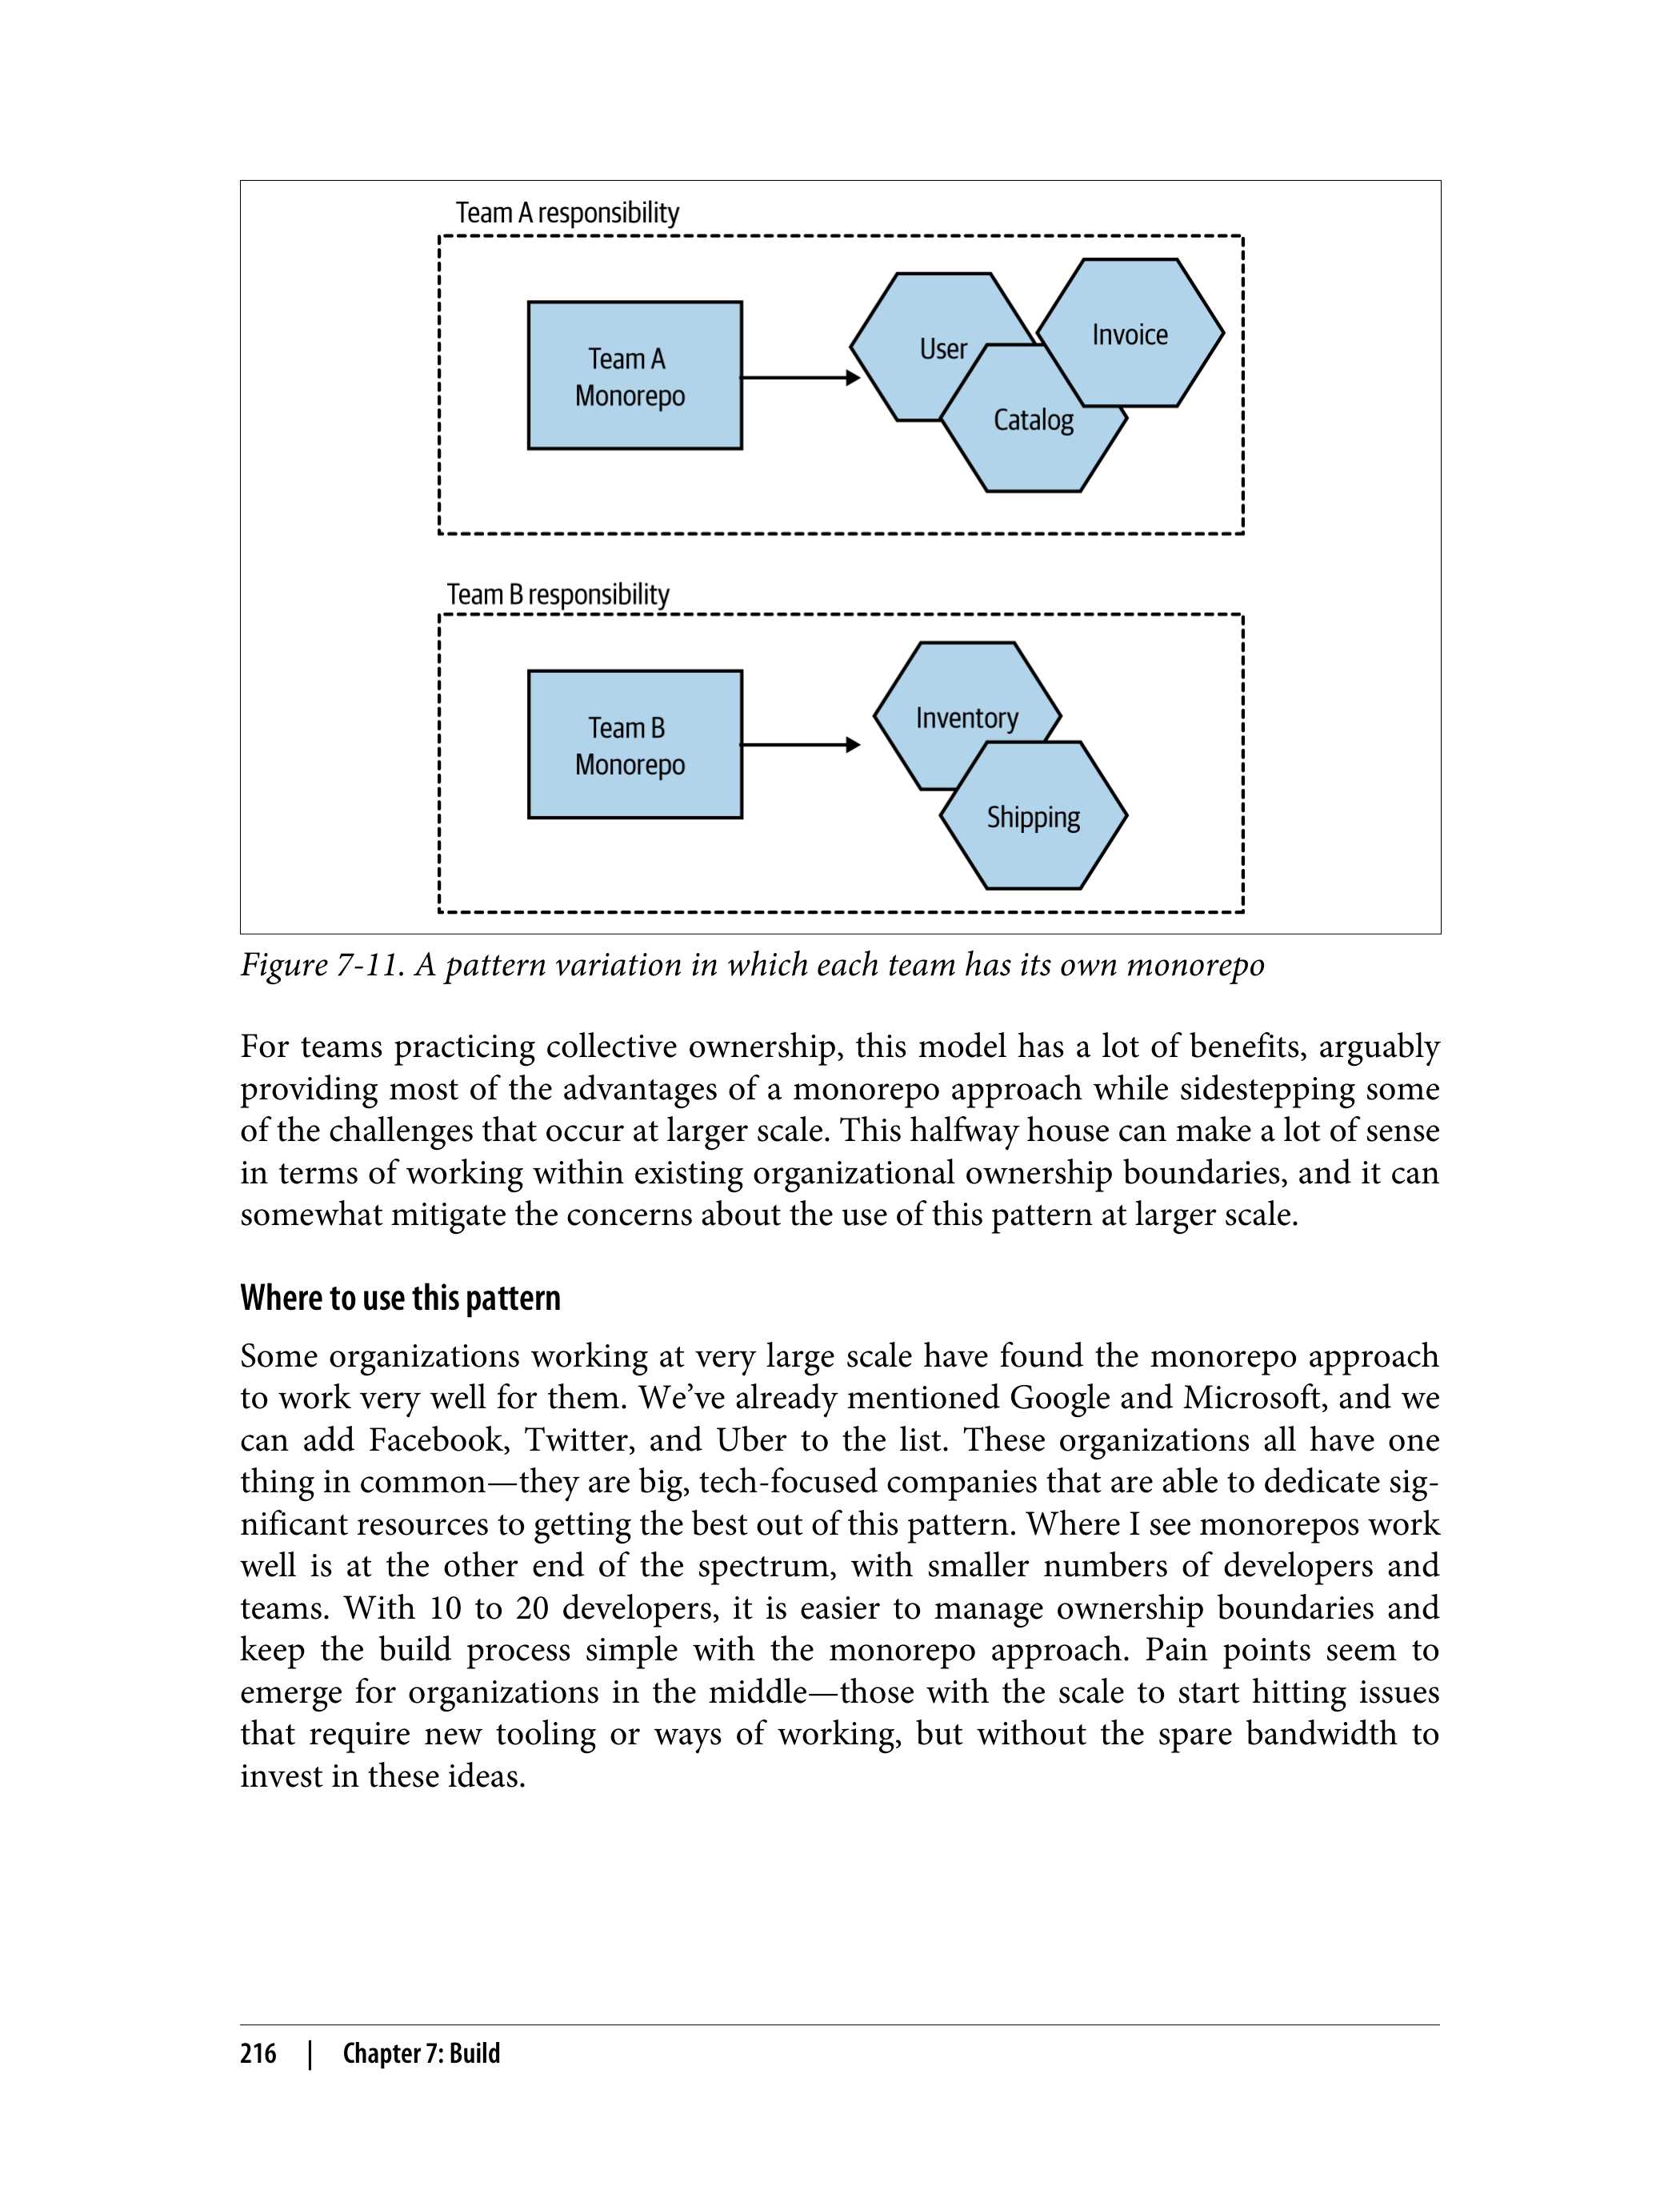 Team A responsibility
Team A
Monorepo
User
Invoice
Catalog
Team B responsibility
Team B
Monorepo
Inventory
Shipping
Figure 7-11. A pattern variation in which each team has its own monorepo
For teams practicing collective ownership, this model has a lot of benefits, arguably
providing most of the advantages of a monorepo approach while sidestepping some
of the challenges that occur at larger scale. This halfway house can make a lot of sense
in terms of working within existing organizational ownership boundaries, and it can
somewhat mitigate the concerns about the use of this pattern at larger scale.
Where to use this pattern
Some organizations working at very large scale have found the monorepo approach
to work very well for them. We’ve already mentioned Google and Microsoft, and we
can add Facebook, Twitter, and Uber to the list. These organizations all have one
thing in common—they are big, tech-focused companies that are able to dedicate sig-
nificant resources to getting the best out of this pattern. Where I see monorepos work
well is at the other end of the spectrum, with smaller numbers of developers and
teams. With 10 to 20 developers, it is easier to manage ownership boundaries and
keep the build process simple with the monorepo approach. Pain points seem to
emerge for organizations in the middle—those with the scale to start hitting issues
that require new tooling or ways of working, but without the spare bandwidth to
invest in these ideas.
216 | Chapter 7: Build